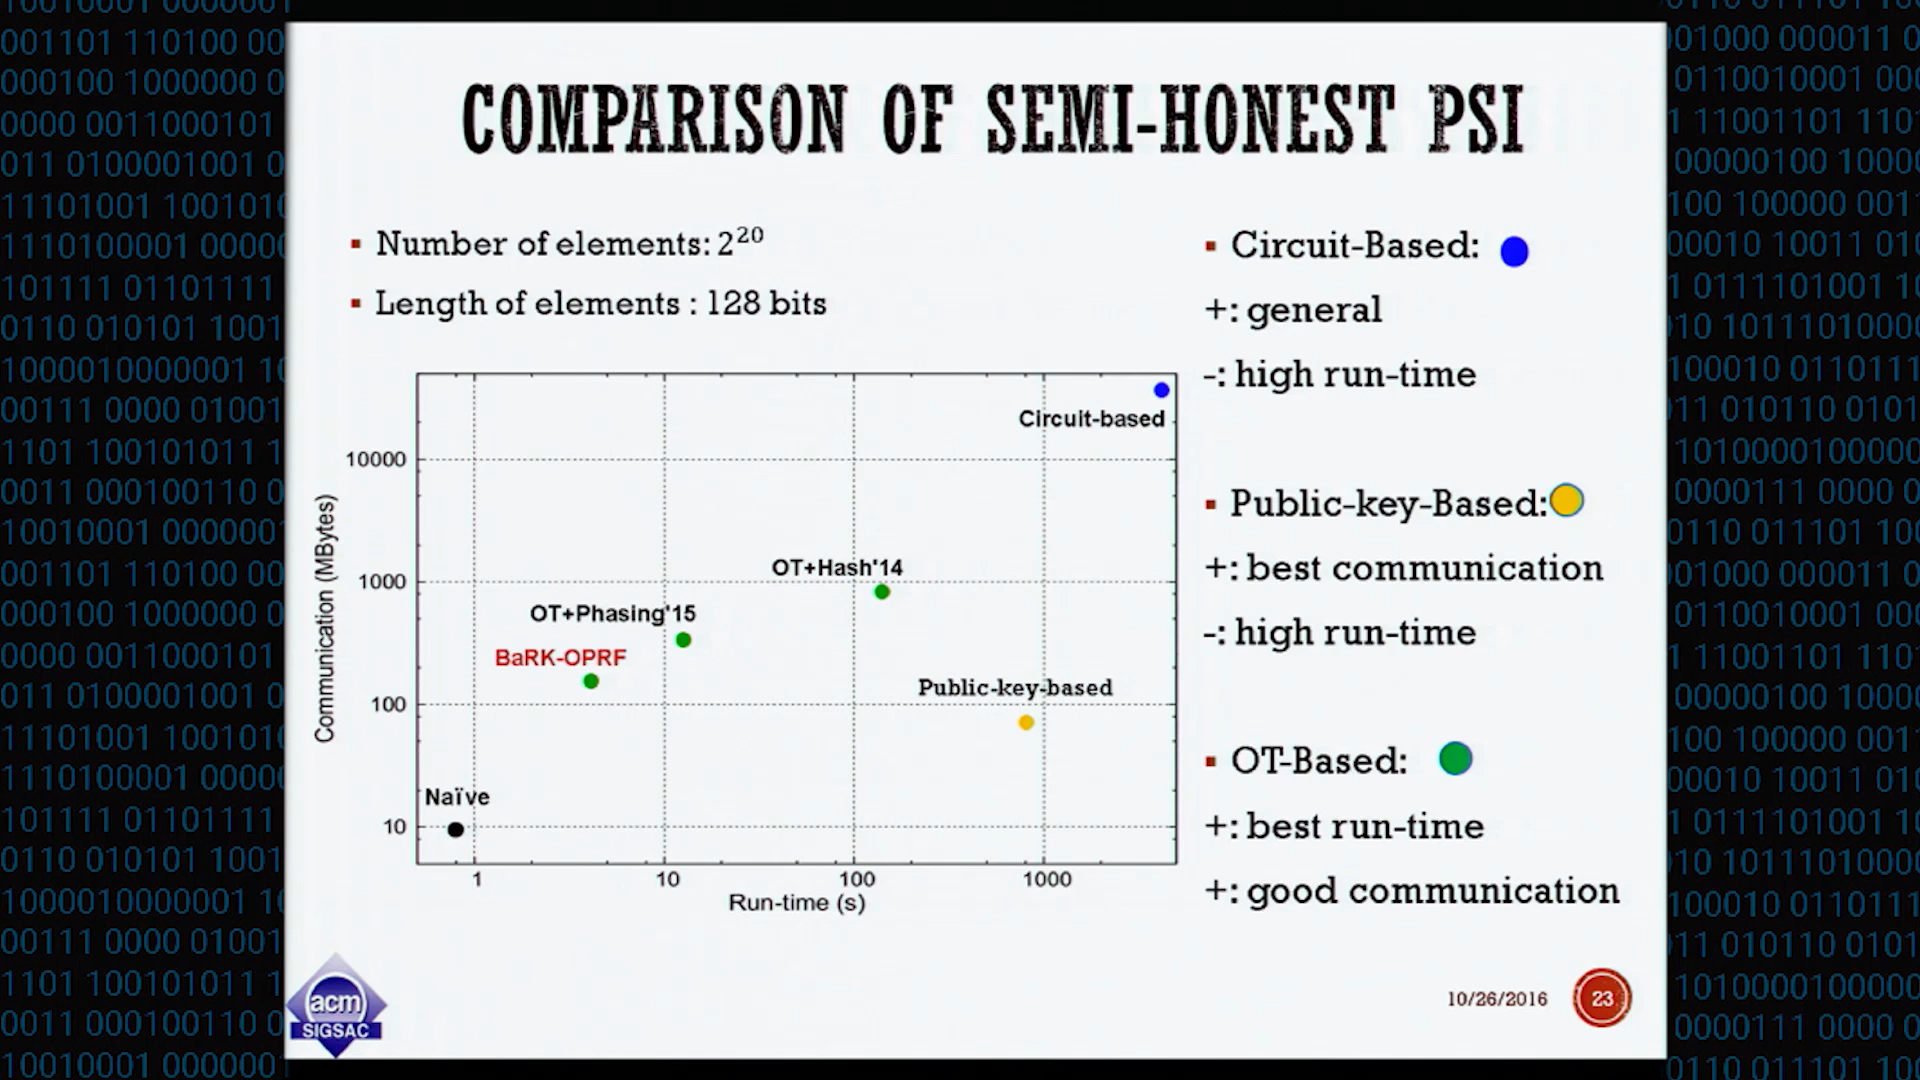 COMPARISON OF SEMI-HONEST PSI
Number of elements: 2²⁰
Length of elements : 128 bits
Circuit-based
10000
1000
100
10
Communication (MBytes)
OT+Hash'14
OT+Phasing'15
BaRK-OPRF
Public-key-based
Naïve
1 10 100 1000
Run-time (s)
Circuit-Based:
+: general
-: high run-time
Public-key-Based:
+: best communication
-: high run-time
OT-Based:
+: best run-time
+: good communication
acm
SIGSAC
10/26/2016
23